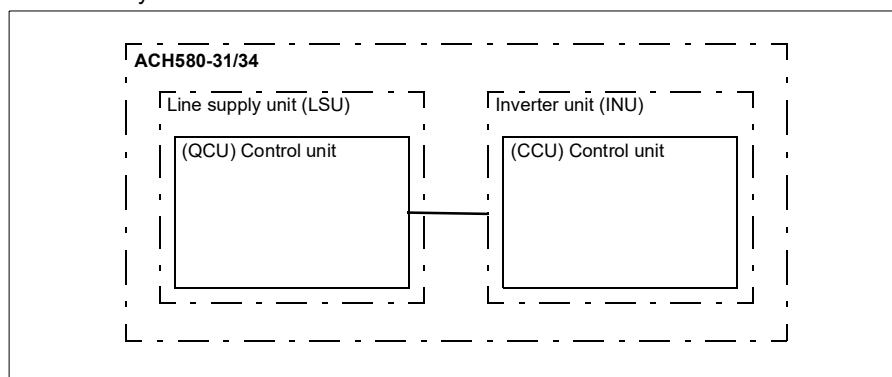 ACH580-31/34
Line supply unit (LSU)
Inverter unit (INU)
(QCU) Control unit
(CCU) Control unit